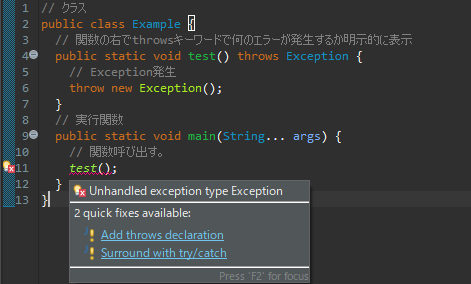 1 // クラス
2 public class Example {
3 // 関数の右でthrowsキーワードで何のエラーが発生するか明示的に表示
4 public static void test() throws Exception {
5 // Exception発生
6 throw new Exception();
7 }
8 // 実行関数
9 public static void main(String... args) {
10 // 関数呼び出す。
11 test();
12 }
13 }
Unhandled exception type Exception
2 quick fixes available:
Add throws declaration
Surround with try/catch
Press 'F2' for focus